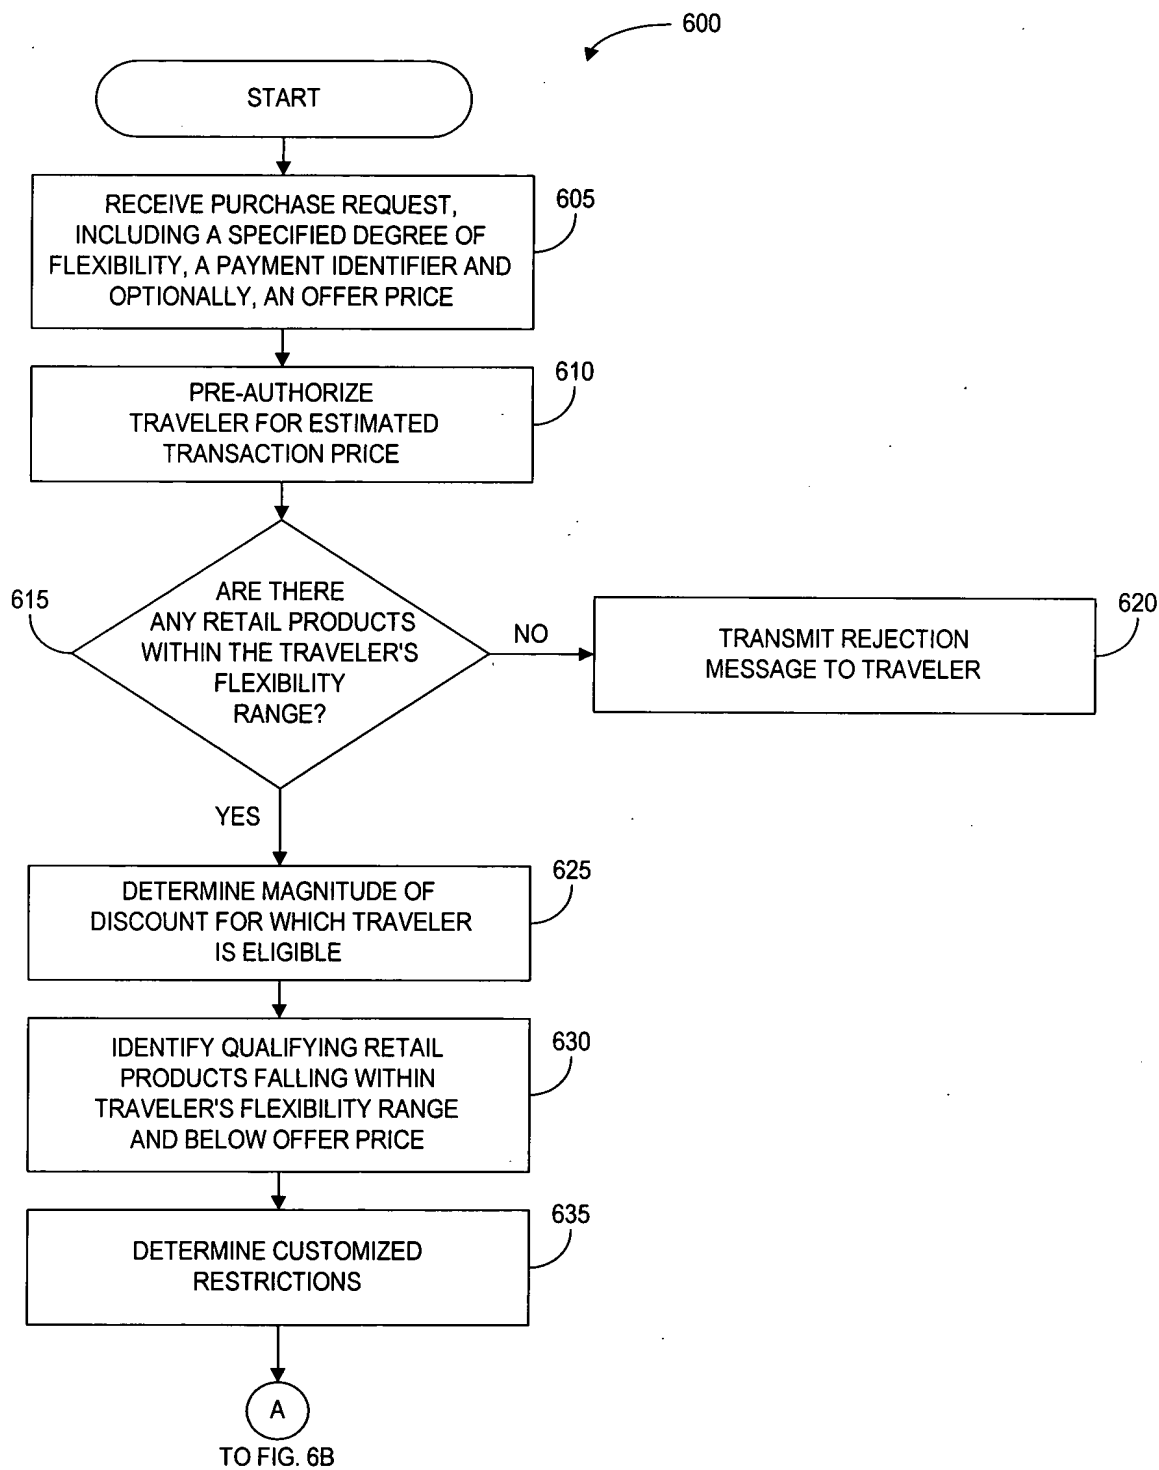 600
START
605
RECEIVE PURCHASE REQUEST,
INCLUDING A SPECIFIED DEGREE OF
FLEXIBILITY, A PAYMENT IDENTIFIER AND
OPTIONALLY, AN OFFER PRICE
610
PRE-AUTHORIZE
TRAVELER FOR ESTIMATED
TRANSACTION PRICE
615
ARE THERE
ANY RETAIL PRODUCTS
WITHIN THE TRAVELER'S
FLEXIBILITY
RANGE?
NO
620
TRANSMIT REJECTION
MESSAGE TO TRAVELER
YES
625
DETERMINE MAGNITUDE OF
DISCOUNT FOR WHICH TRAVELER
IS ELIGIBLE
630
IDENTIFY QUALIFYING RETAIL
PRODUCTS FALLING WITHIN
TRAVELER'S FLEXIBILITY RANGE
AND BELOW OFFER PRICE
635
DETERMINE CUSTOMIZED
RESTRICTIONS
A
TO FIG. 6B